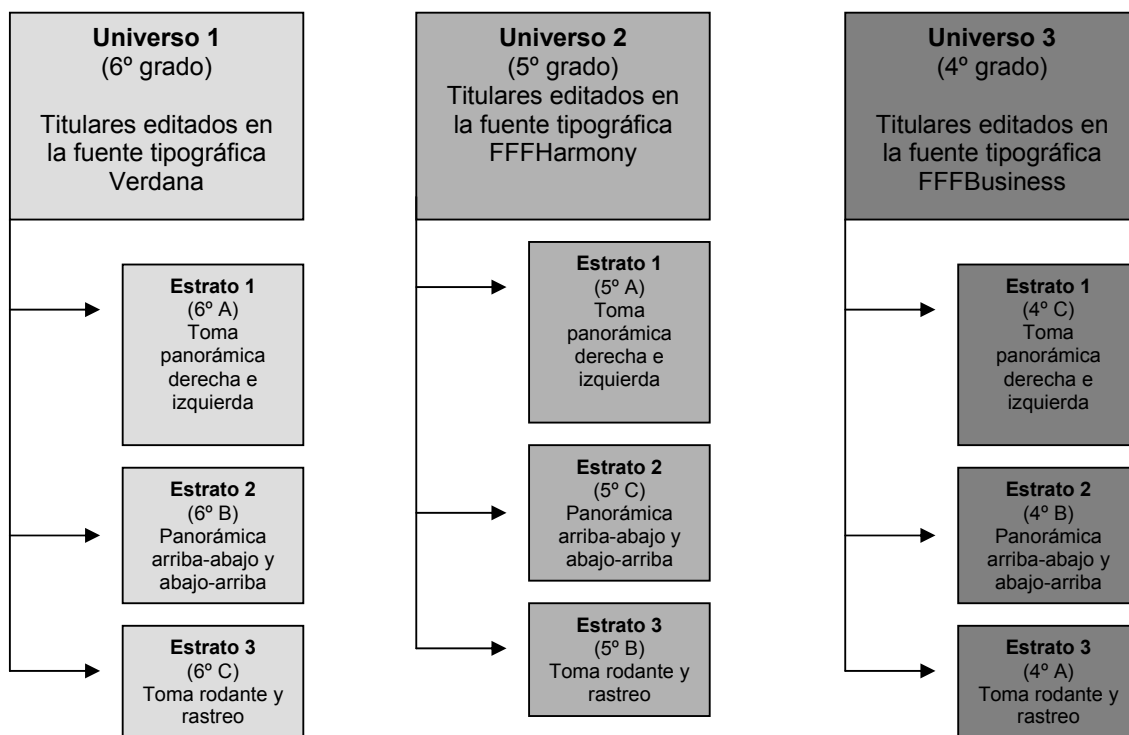 Universo 1
(6º grado)
Titulares editados en
la fuente tipográfica
Verdana
Estrato 1
(6º A)
Toma
panorámica
derecha e
izquierda
Estrato 2
(6º B)
Panorámica
arriba-abajo y
abajo-arriba
Estrato 3
(6º C)
Toma rodante y
rastreo
Universo 2
(5º grado)
Titulares editados en
la fuente tipográfica
FFFHarmony
Estrato 1
(5º A)
Toma
panorámica
derecha e
izquierda
Estrato 2
(5º C)
Panorámica
arriba-abajo y
abajo-arriba
Estrato 3
(5º B)
Toma rodante y
rastreo
Universo 3
(4º grado)
Titulares editados en
la fuente tipográfica
FFFBusiness
Estrato 1
(4º C)
Toma
panorámica
derecha e
izquierda
Estrato 2
(4º B)
Panorámica
arriba-abajo y
abajo-arriba
Estrato 3
(4º A)
Toma rodante y
rastreo